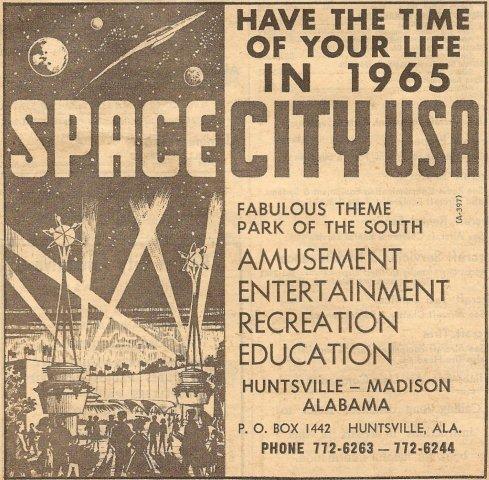 HAVE THE TIME
OF YOUR LIFE
IN 1965
SPACE CITY USA
(A-397)
FABULOUS THEME
PARK OF THE SOUTH
AMUSEMENT
ENTERTAINMENT
RECREATION
EDUCATION
HUNTSVILLE – MADISON
ALABAMA
P. O. BOX 1442 HUNTSVILLE, ALA.
PHONE 772-6263 — 772-6244